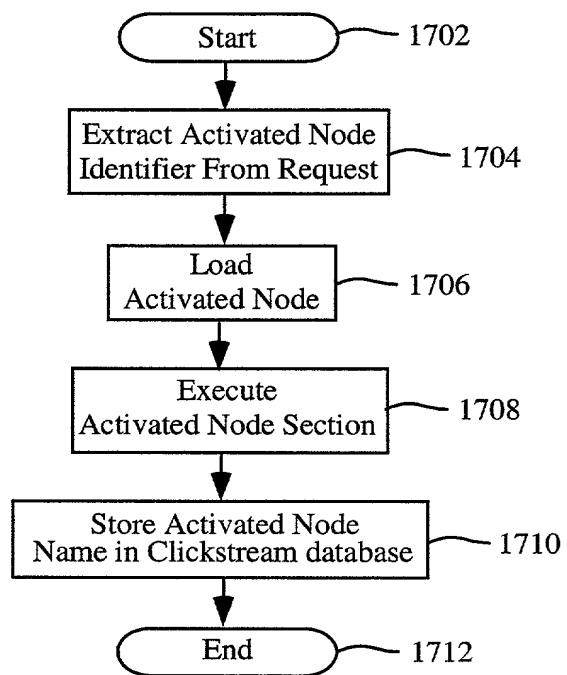 Start
1702
Extract Activated Node
Identifier From Request
1704
Load
Activated Node
1706
Execute
Activated Node Section
1708
Store Activated Node
Name in Clickstream database
1710
End
1712